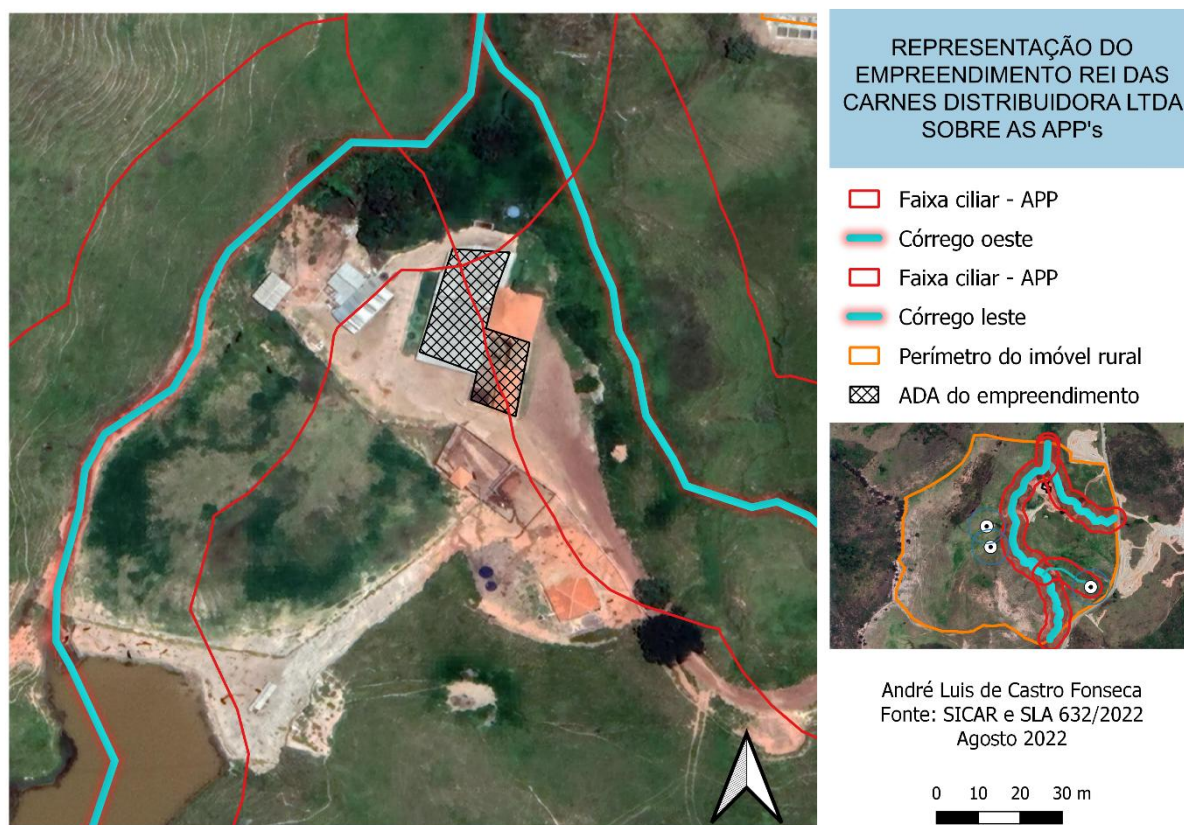 REPRESENTAÇÃO DO
EMPREENDIMENTO REI DAS
CARNES DISTRIBUIDORA LTDA
SOBRE AS APP's
Faixa ciliar - APP
Córrego oeste
Faixa ciliar - APP
Córrego leste
Perímetro do imóvel rural
ADA do empreendimento
André Luis de Castro Fonseca
Fonte: SICAR e SLA 632/2022
Agosto 2022
0 10 20 30 m